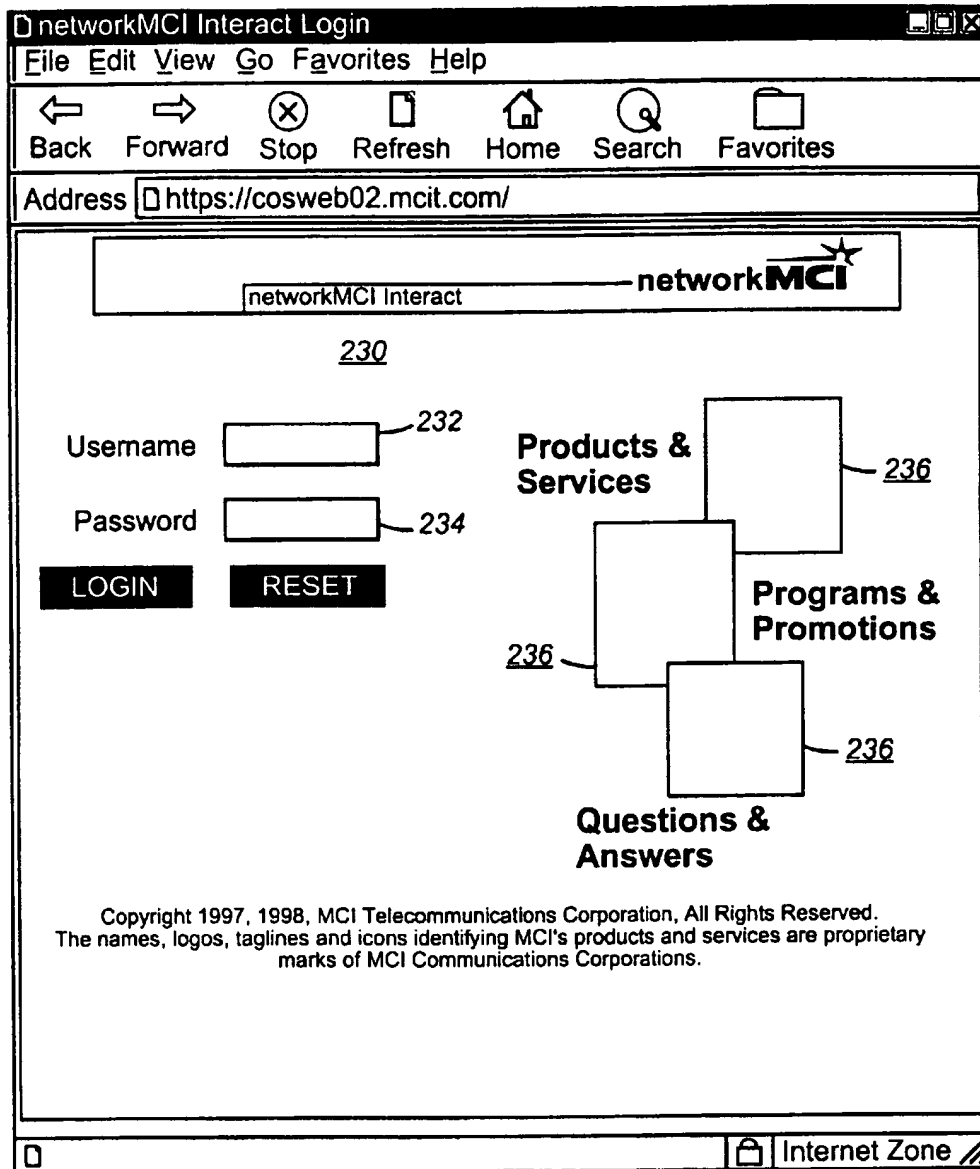 networkMCI Interact Login
File Edit View Go Favorites Help
Back Forward Stop Refresh Home Search Favorites
Address https://cosweb02.mcit.com/
networkMCI
networkMCI Interact
230
Username 232
Password 234
LOGIN RESET
Products &
Services
236
Programs &
Promotions
236
236
Questions &
Answers
Copyright 1997, 1998, MCI Telecommunications Corporation, All Rights Reserved.
The names, logos, taglines and icons identifying MCI's products and services are proprietary
marks of MCI Communications Corporations.
Internet Zone